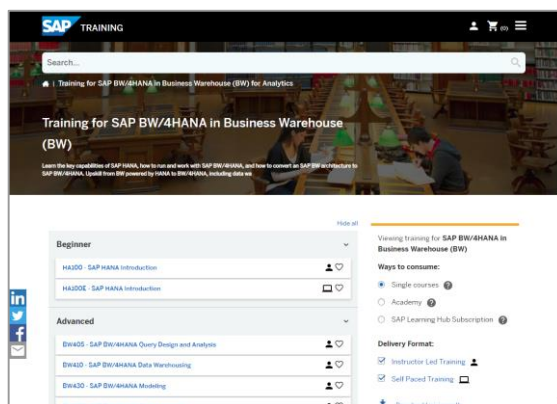 SAP TRAINING
(0)
Search...
| Training for SAP BW/4HANA in Business Warehouse (BW) for Analytics
Training for SAP BW/4HANA in Business Warehouse
(BW)
Learn the key capabilities of SAP HANA, how to run and work with SAP BW/4HANA, and how to convert an SAP BW architecture to
SAP BW/4HANA. Upskill from BW powered by HANA to BW/4HANA, including data wa
Hide all
Beginner
HA100 - SAP HANA Introduction
HA100E - SAP HANA Introduction
Advanced
BW405 - SAP BW/4HANA Query Design and Analysis
BW410 - SAP BW/4HANA Data Warehousing
BW430 - SAP BW/4HANA Modeling
Viewing training for SAP BW/4HANA in
Business Warehouse (BW)
Ways to consume:
Single courses ?
Academy ?
SAP Learning Hub Subscription ?
Delivery Format:
Instructor Led Training
Self Paced Training
in
f